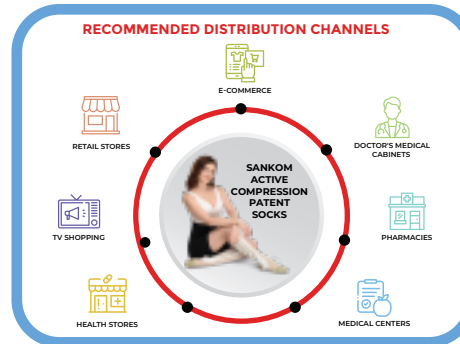 RECOMMENDED DISTRIBUTION CHANNELS
E-COMMERCE
RETAIL STORES
DOCTOR'S MEDICAL
CABINETS
SANKOM
ACTIVE
COMPRESSION
PATENT
SOCKS
TV SHOPPING
PHARMACIES
HEALTH STORES
MEDICAL CENTERS